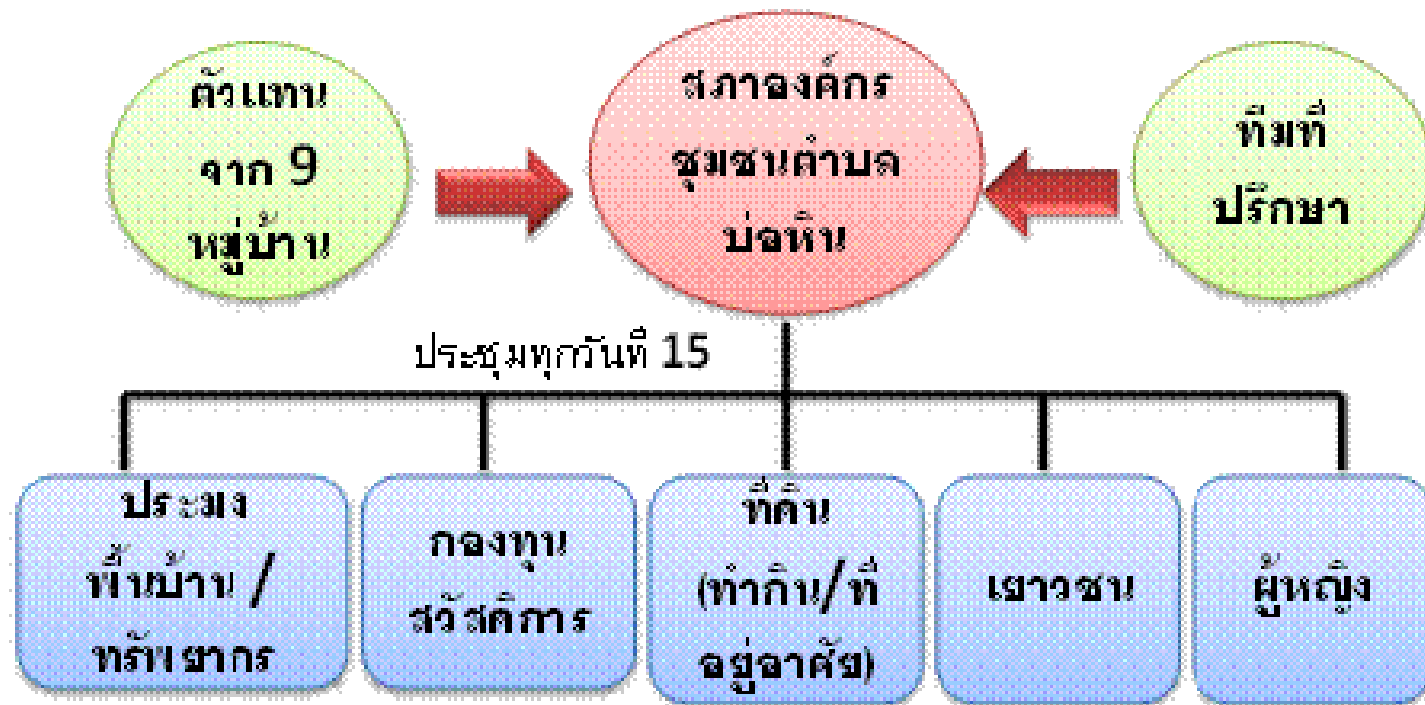 ตัวแทน
จาก 9
หมู่บ้าน
สภาองค์กร
ชุมชนตำบล
บ่อหิน
ทีมที่
ปรึกษา
ประชุมทุกวันที่ 15
ประมง
พื้นบ้าน /
ทรัพยากร
กองทุน
สวัสดิการ
ที่ดิน
(ทำกิน/ที่
อยู่อาศัย)
เยาวชน
ผู้หญิง